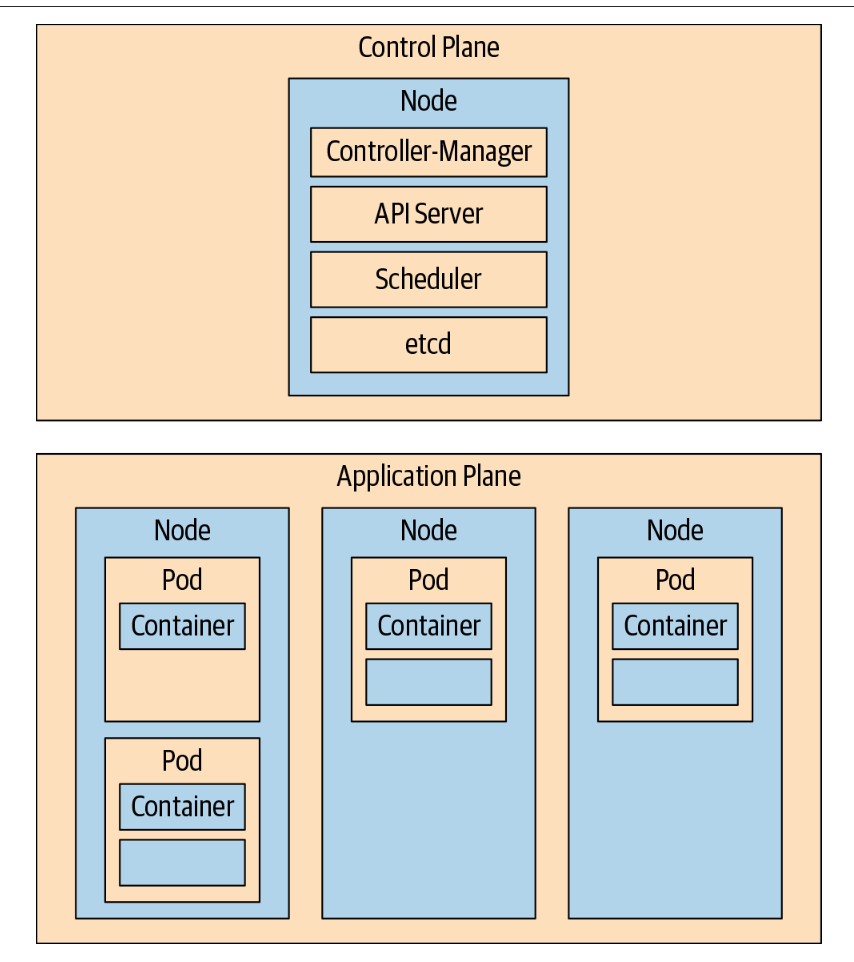 Control Plane
Node
Controller-Manager
API Server
Scheduler
etcd
Application Plane
Node
Pod
Container
Pod
Container
Node
Pod
Container
Node
Pod
Container